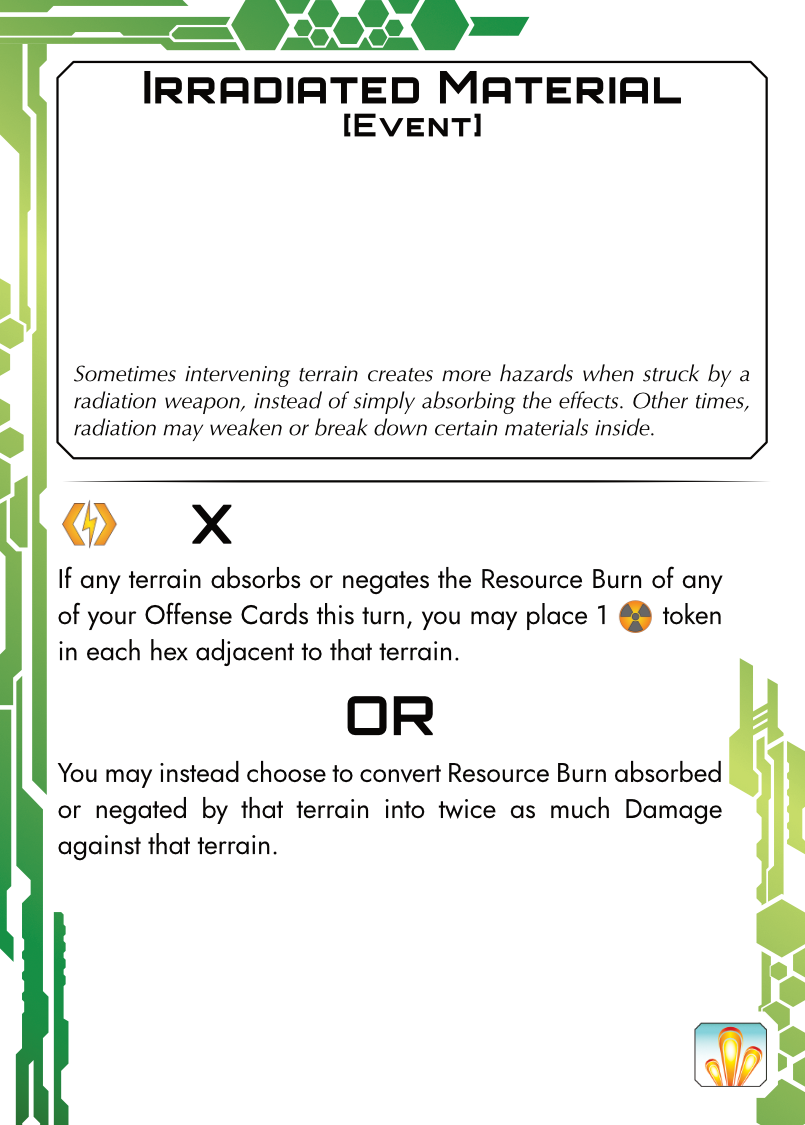 Irradiated Material
[Event]
Sometimes intervening terrain creates more hazards when struck by a
radiation weapon, instead of simply absorbing the effects. Other times,
radiation may weaken or break down certain materials inside.
X
If any terrain absorbs or negates the Resource Burn of any
of your Offense Cards this turn, you may place 1 token
in each hex adjacent to that terrain.
OR
You may instead choose to convert Resource Burn absorbed
or negated by that terrain into twice as much Damage
against that terrain.